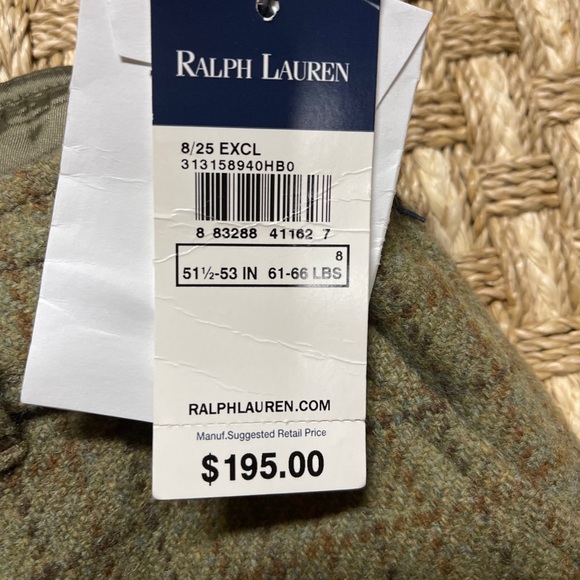 RALPH LAUREN
8/25 EXCL
313158940HB0
8 83288 41162 7
8
51½-53 IN 61-66 LBS
RALPHLAUREN.COM
Manuf.Suggested Retail Price
$195.00